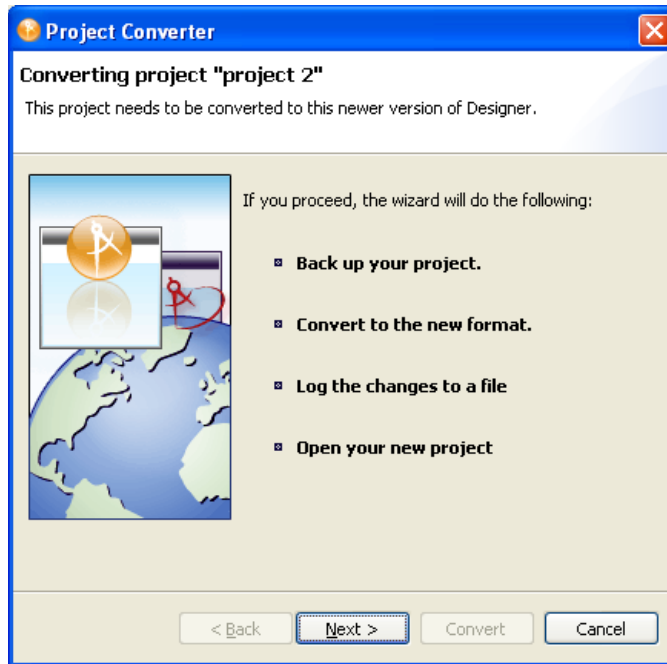 Project Converter
Converting project "project 2"
This project needs to be converted to this newer version of Designer.
If you proceed, the wizard will do the following:
Back up your project.
Convert to the new format.
Log the changes to a file
Open your new project
< Back Next > Convert Cancel